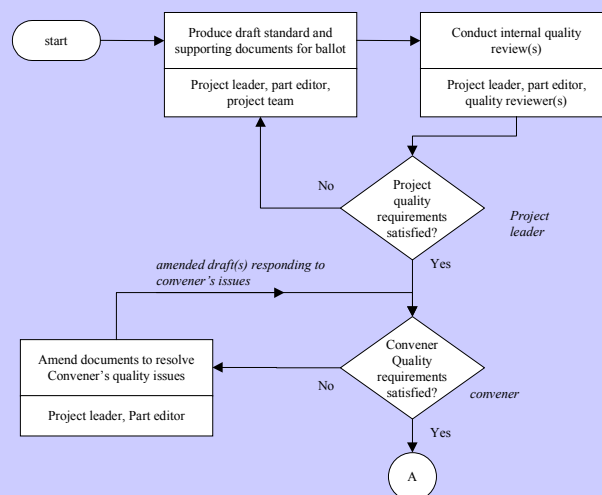 start
Produce draft standard and
supporting documents for ballot
Project leader, part editor,
project team
Conduct internal quality
review(s)
Project leader, part editor,
quality reviewer(s)
No
Project
quality
requirements
satisfied?
Project
leader
Yes
amended draft(s) responding to
convener's issues
Amend documents to resolve
Convener's quality issues
Project leader, Part editor
No
Convener
Quality
requirements
satisfied?
convener
Yes
A